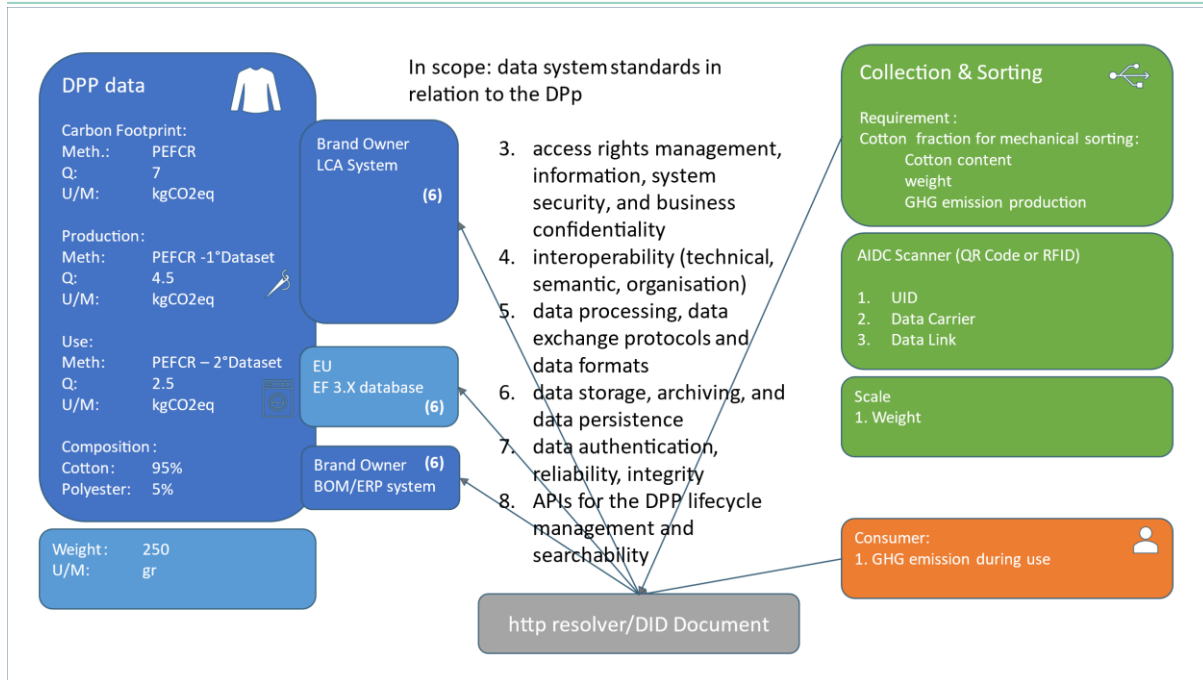 DPP data
Carbon Footprint:
Meth.: PEFCR
Q: 7
U/M: kgCO2eq
Production:
Meth: PEFCR -1°Dataset
Q: 4.5
U/M: kgCO2eq
Use:
Meth: PEFCR – 2°Dataset
Q: 2.5
U/M: kgCO2eq
Composition:
Cotton: 95%
Polyester: 5%
Weight: 250
U/M: gr
Brand Owner
LCA System
(6)
EU
EF 3.X database
(6)
Brand Owner (6)
BOM/ERP system
In scope: data system standards in
relation to the DPp
3. access rights management,
information, system
security, and business
confidentiality
4. interoperability (technical,
semantic, organisation)
5. data processing, data
exchange protocols and
data formats
6. data storage, archiving, and
data persistence
7. data authentication,
reliability, integrity
8. APIs for the DPP lifecycle
management and
searchability
http resolver/DID Document
Collection & Sorting
Requirement :
Cotton fraction for mechanical sorting:
Cotton content
weight
GHG emission production
AIDC Scanner (QR Code or RFID)
1. UID
2. Data Carrier
3. Data Link
Scale
1. Weight
Consumer:
1. GHG emission during use